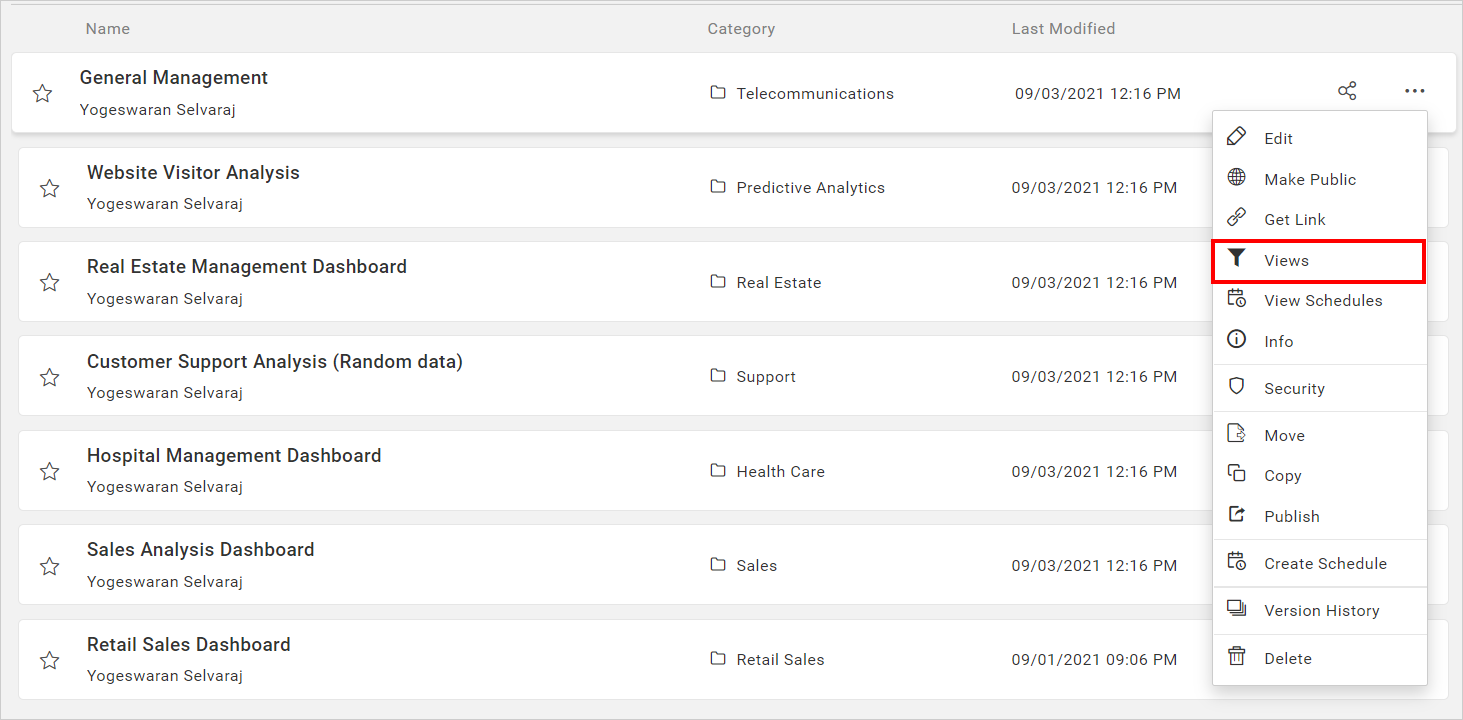 Name Category Last Modified
General Management
Yogeswaran Selvaraj
Telecommunications
09/03/2021 12:16 PM
Website Visitor Analysis
Yogeswaran Selvaraj
Predictive Analytics
09/03/2021 12:16 PM
Real Estate Management Dashboard
Yogeswaran Selvaraj
Real Estate
09/03/2021 12:16 PM
Customer Support Analysis (Random data)
Yogeswaran Selvaraj
Support
09/03/2021 12:16 PM
Hospital Management Dashboard
Yogeswaran Selvaraj
Health Care
09/03/2021 12:16 PM
Sales Analysis Dashboard
Yogeswaran Selvaraj
Sales
09/03/2021 12:16 PM
Retail Sales Dashboard
Yogeswaran Selvaraj
Retail Sales
09/01/2021 09:06 PM
Edit
Make Public
Get Link
Views
View Schedules
Info
Security
Move
Copy
Publish
Create Schedule
Version History
Delete